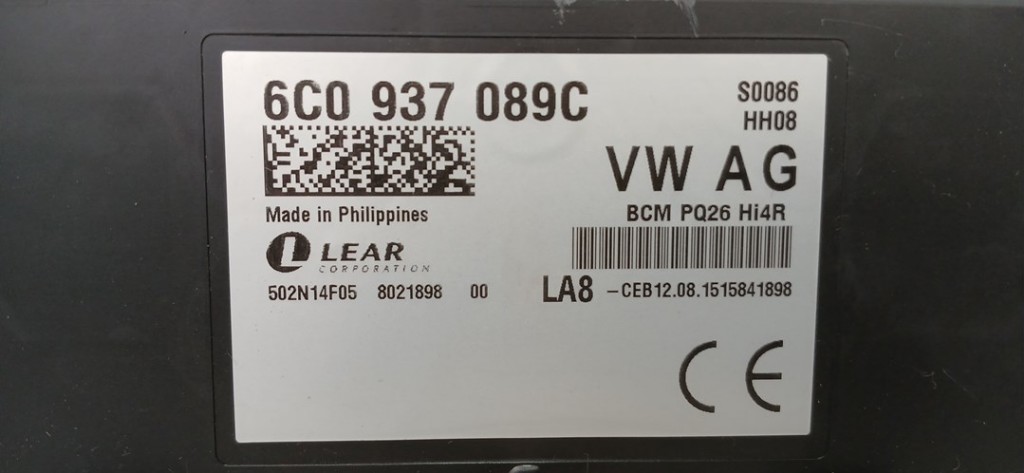 6C0 937 089C
S0086
HH08
VW AG
Made in Philippines
BCM PQ26 Hi4R
LEAR
CORPORATION
502N14F05 8021898 00
LA8 -CEB12.08.1515841898
CE